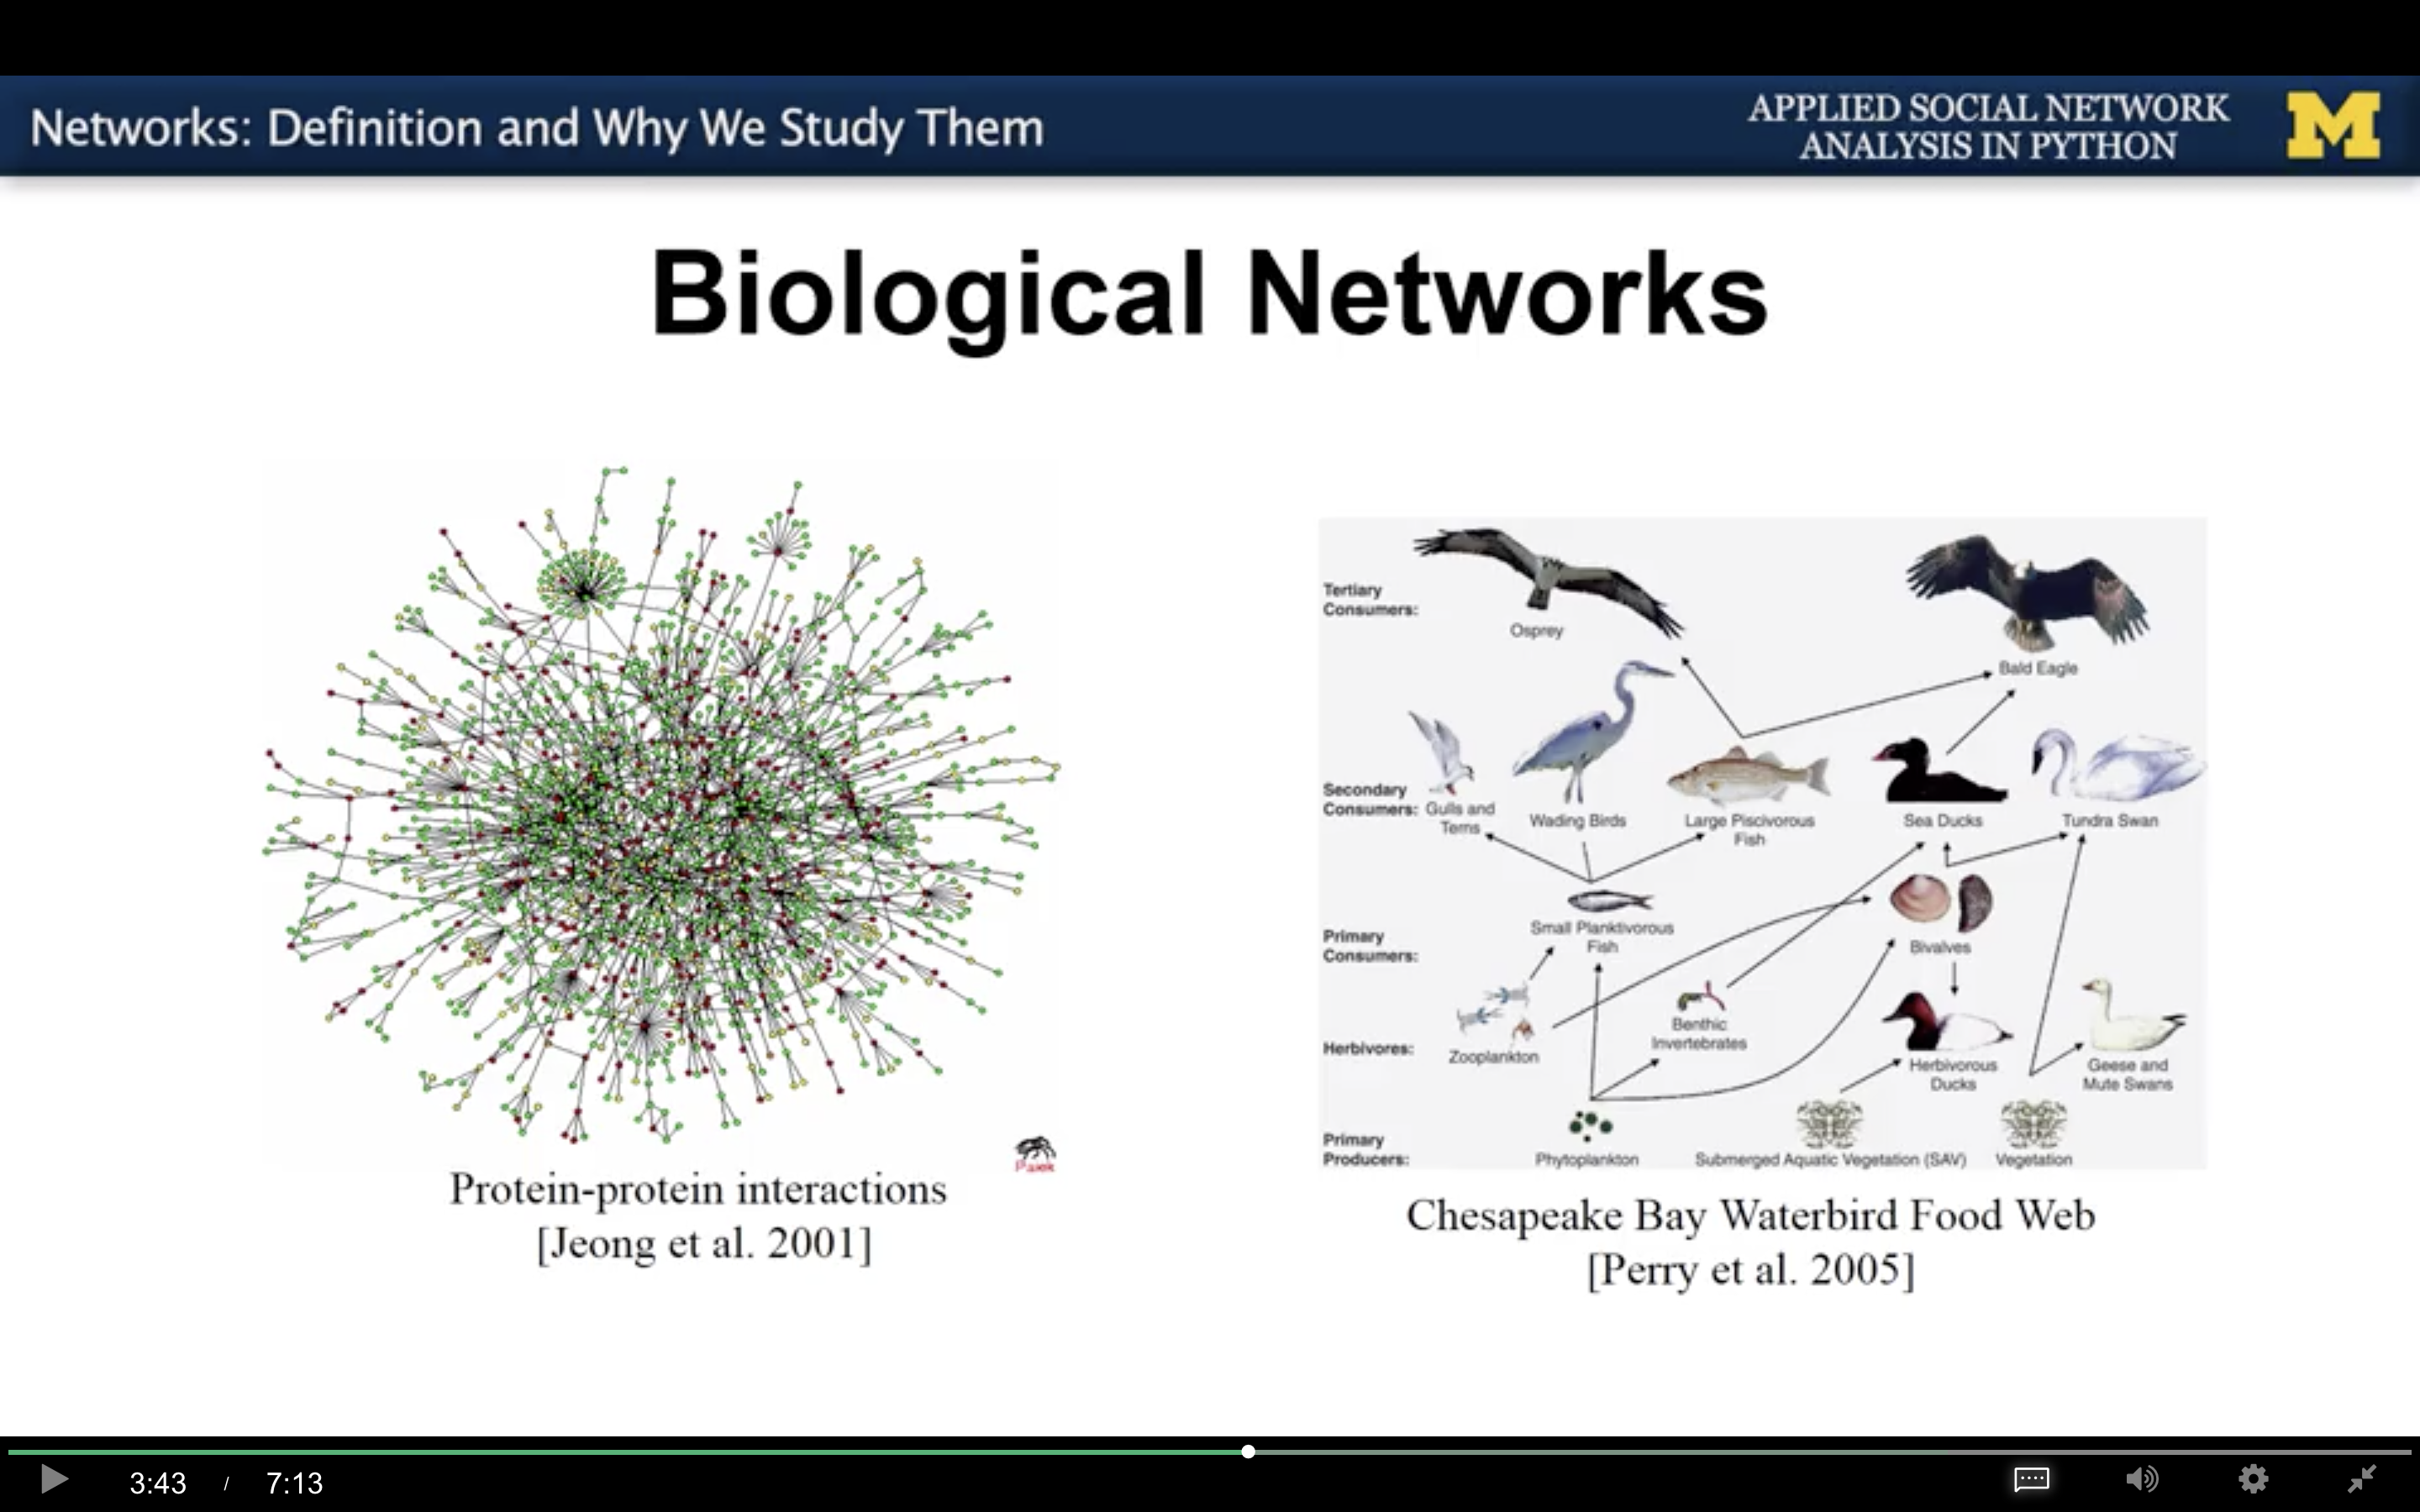 Networks: Definition and Why We Study Them
APPLIED SOCIAL NETWORK
ANALYSIS IN PYTHON
M
Biological Networks
Pajek
Protein-protein interactions
[Jeong et al. 2001]
Tertiary
Consumers:
Osprey
Bald Eagle
Secondary
Consumers:
Gulls and
Terns
Wading Birds
Large Piscivorous
Fish
Sea Ducks
Tundra Swan
Primary
Consumers:
Small Planktivorous
Fish
Bivalves
Herbivores:
Zooplankton
Benthic
Invertebrates
Herbivorous
Ducks
Geese and
Mute Swans
Primary
Producers:
Phytoplankton
Submerged Aquatic Vegetation (SAV)
Vegetation
Chesapeake Bay Waterbird Food Web
[Perry et al. 2005]
3:43 / 7:13